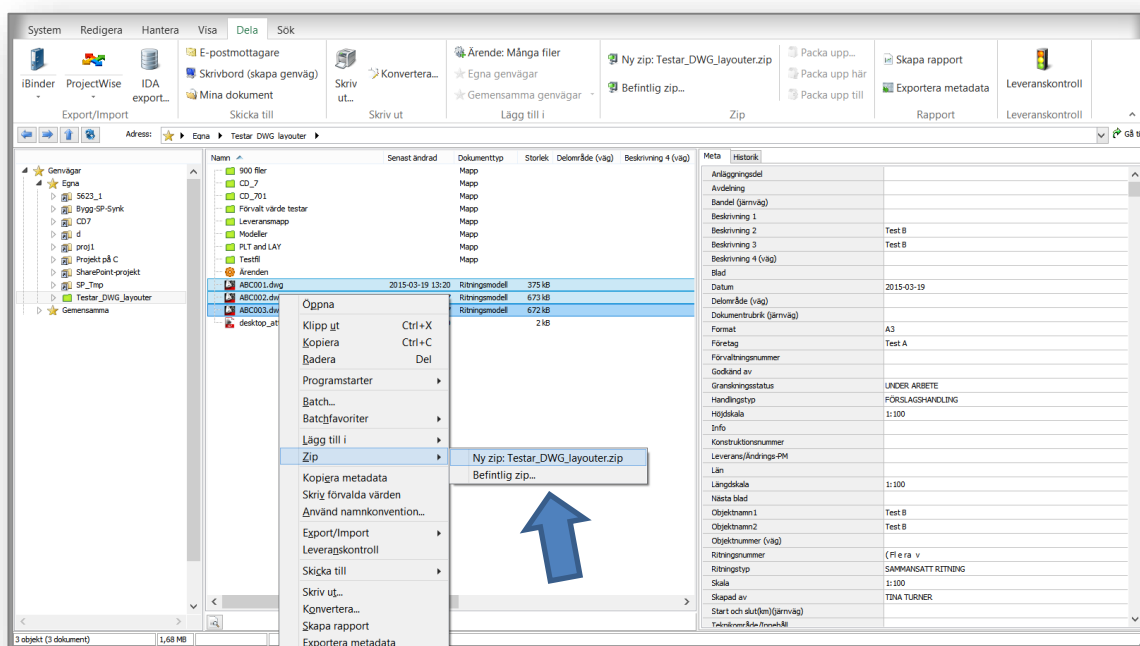 System Redigera Hantera Visa Dela Sök
iBinder
ProjectWise
IDA export...
Export/Import
E-postmottagare
Skrivbord (skapa genväg)
Mina dokument
Skicka till
Skriv ut...
Konvertera...
Skriv ut
Ärende: Många filer
Egna genvägar
Gemensamma genvägar
Lägg till i
Ny zip: Testar_DWG_layouter.zip
Befintlig zip...
Packa upp...
Packa upp här
Packa upp till
Zip
Skapa rapport
Exportera metadata
Rapport
Leveranskontroll
Leveranskontroll
Adress: Egna Testar DWG layouter
Gå ti
Genvägar
Egna
5623_1
Bygg-SP-Synk
CD7
d
proj1
Projekt på C
SharePoint-projekt
SP_Tmp
Testar_DWG_layouter
Gemensamma
Namn Senast ändrad Dokumenttyp Storlek Delområde (väg) Beskrivning 4 (väg)
900 filer Mapp
CD_7 Mapp
CD_701 Mapp
Förvalt värde testar Mapp
Leveransmapp Mapp
Modeller Mapp
PLT and LAY Mapp
Testfil Mapp
Ärenden
ABC001.dwg 2015-03-19 13:20 Ritningsmodell 375 kB
ABC002.dw Ritningsmodell 673 kB
ABC003.dw Ritningsmodell 672 kB
desktop_at 2 kB
Öppna
Klipp ut Ctrl+X
Kopiera Ctrl+C
Radera Del
Programstarter
Batch...
Batchfavoriter
Lägg till i
Zip
Kopiera metadata
Skriv förvalda värden
Använd namnkonvention...
Export/Import
Leveranskontroll
Skicka till
Skriv ut...
Konvertera...
Skapa rapport
Exportera metadata
Ny zip: Testar_DWG_layouter.zip
Befintlig zip...
Meta Historik
Anläggningsdel
Avdelning
Bandel (järnväg)
Beskrivning 1
Beskrivning 2 Test B
Beskrivning 3 Test B
Beskrivning 4 (väg)
Blad
Datum 2015-03-19
Delområde (väg)
Dokumentrubrik (järnväg)
Format A3
Företag Test A
Förvaltningsnummer
Godkänd av
Granskningsstatus UNDER ARBETE
Handlingstyp FÖRSLAGSHANDLING
Höjdskala 1:100
Info
Konstruktionsnummer
Leverans/Ändrings-PM
Län
Längdskala 1:100
Nästa blad
Objektnamn1 Test B
Objektnamn2 Test B
Objektnummer (väg)
Ritningsnummer (Flera v
Ritningstyp SAMMANSATT RITNING
Skala 1:100
Skapad av TINA TURNER
Start och slut(km)(järnväg)
Teknikområde/Innehåll
3 objekt (3 dokument) 1,68 MB